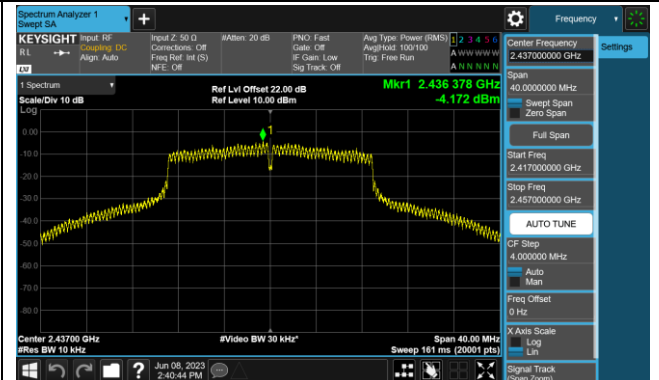 Spectrum Analyzer 1
Swept SA
Frequency
KEYSIGHT
RL
Input: RF
Coupling: DC
Align: Auto
Input Z: 50 Ω
Corrections: Off
Freq Ref: Int (S)
NFE: Off
#Atten: 20 dB
PNO: Fast
Gate: Off
IF Gain: Low
Sig Track: Off
Avg Type: Power (RMS)
Avg|Hold: 100/100
Trig: Free Run
1 2 3 4 5 6
A W W W W W
A N N N N N
1 Spectrum
Scale/Div 10 dB
Log
Ref Lvl Offset 22.00 dB
Ref Level 10.00 dBm
Mkr1 2.436 378 GHz
-4.172 dBm
1
0.00
-10.0
-20.0
-30.0
-40.0
-50.0
-60.0
-70.0
-80.0
Center 2.43700 GHz
#Res BW 10 kHz
#Video BW 30 kHz*
Span 40.00 MHz
Sweep 161 ms (20001 pts)
Jun 08, 2023
2:40:44 PM
Center Frequency
2.437000000 GHz
Span
40.0000000 MHz
Swept Span
Zero Span
Full Span
Start Freq
2.417000000 GHz
Stop Freq
2.457000000 GHz
AUTO TUNE
CF Step
4.000000 MHz
Auto
Man
Freq Offset
0 Hz
X Axis Scale
Log
Lin
Signal Track
(Span Zoom)
Settings